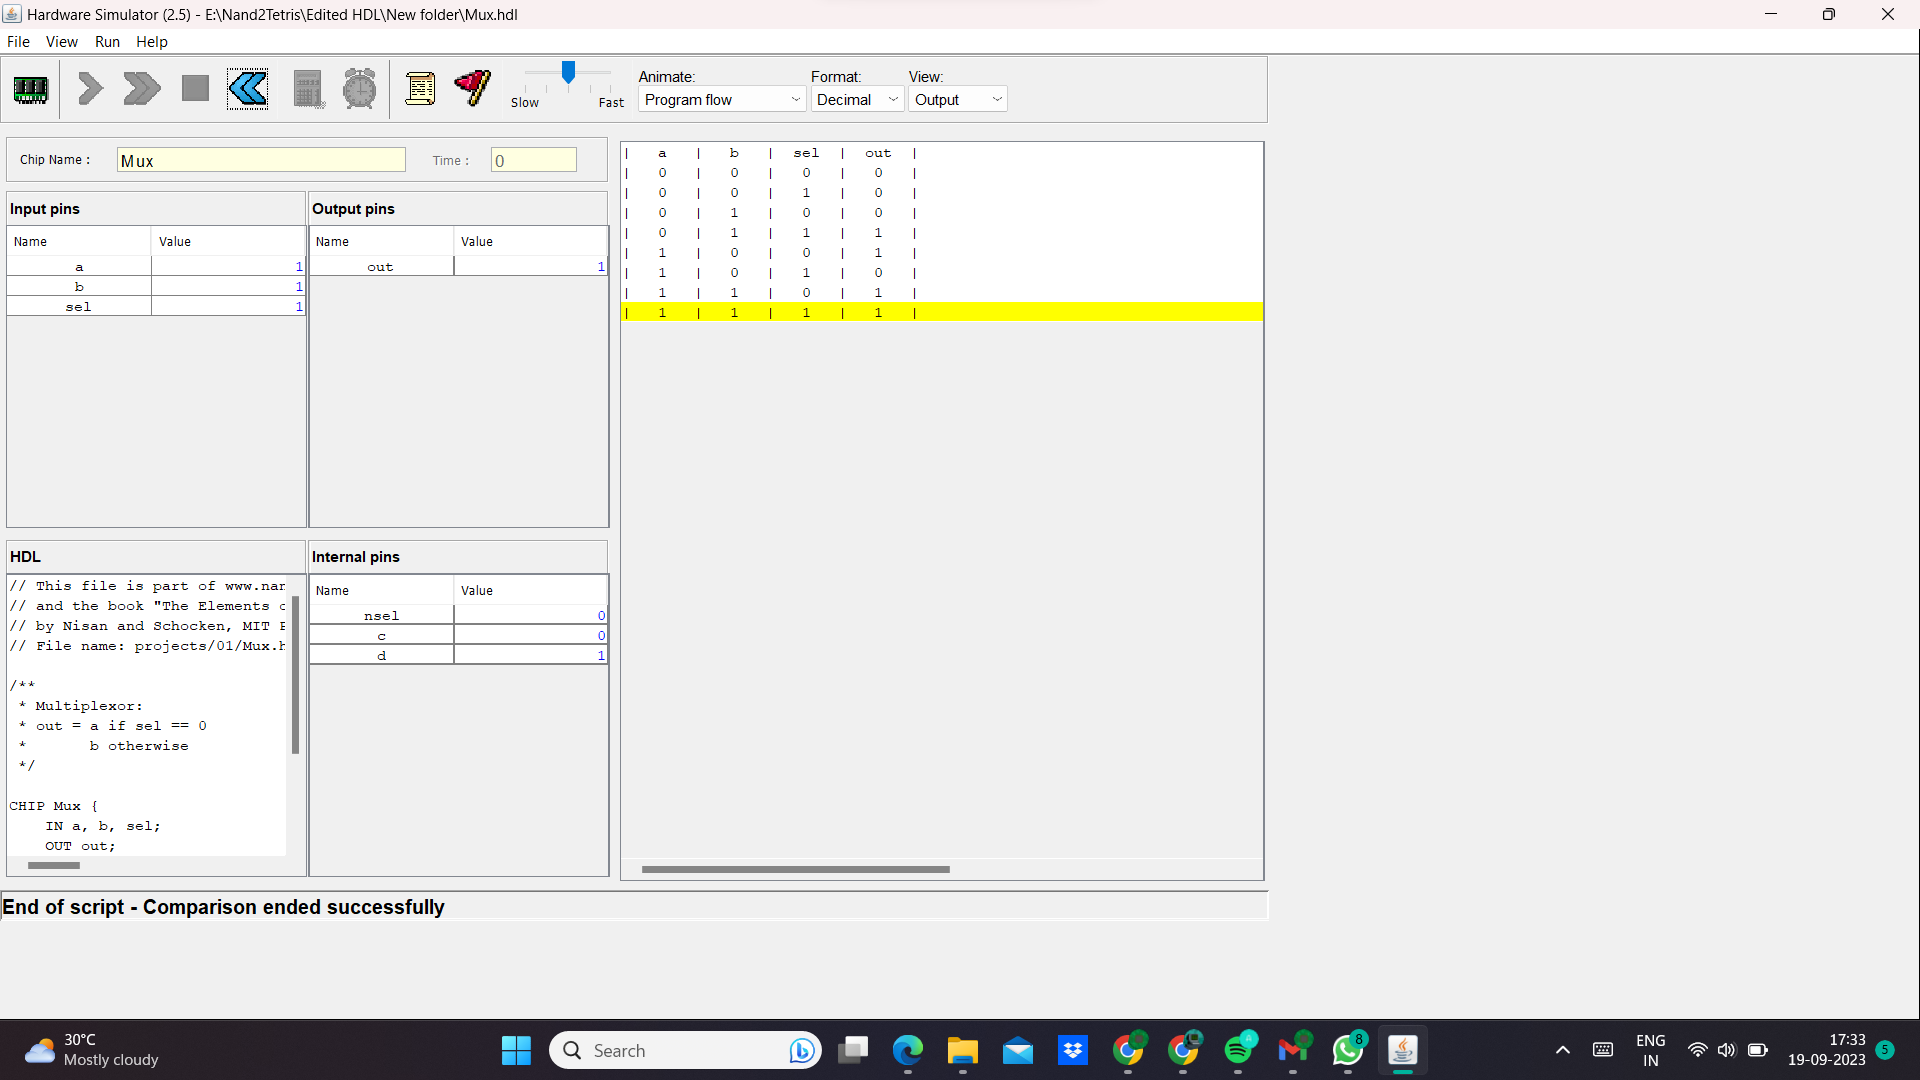 Hardware Simulator (2.5) - E:\Nand2Tetris\Edited HDL\New folder\Mux.hdl
File View Run Help
Slow Fast
Animate: Format: View:
Program flow Decimal Output
Chip Name : Mux Time : 0
Input pins Output pins
Name Value Name Value
a 1 out 1
b 1
sel 1
| a | b | sel | out |
| 0 | 0 | 0 | 0 |
| 0 | 0 | 1 | 0 |
| 0 | 1 | 0 | 0 |
| 0 | 1 | 1 | 1 |
| 1 | 0 | 0 | 1 |
| 1 | 0 | 1 | 0 |
| 1 | 1 | 0 | 1 |
| 1 | 1 | 1 | 1 |
HDL
// This file is part of www.nan
// and the book "The Elements o
// by Nisan and Schocken, MIT P
// File name: projects/01/Mux.h
/**
* Multiplexor:
* out = a if sel == 0
* b otherwise
*/
CHIP Mux {
IN a, b, sel;
OUT out;
Internal pins
Name Value
nsel 0
c 0
d 1
End of script - Comparison ended successfully
30°C
Mostly cloudy
Search
A
8
ENG
IN
17:33
19-09-2023
5